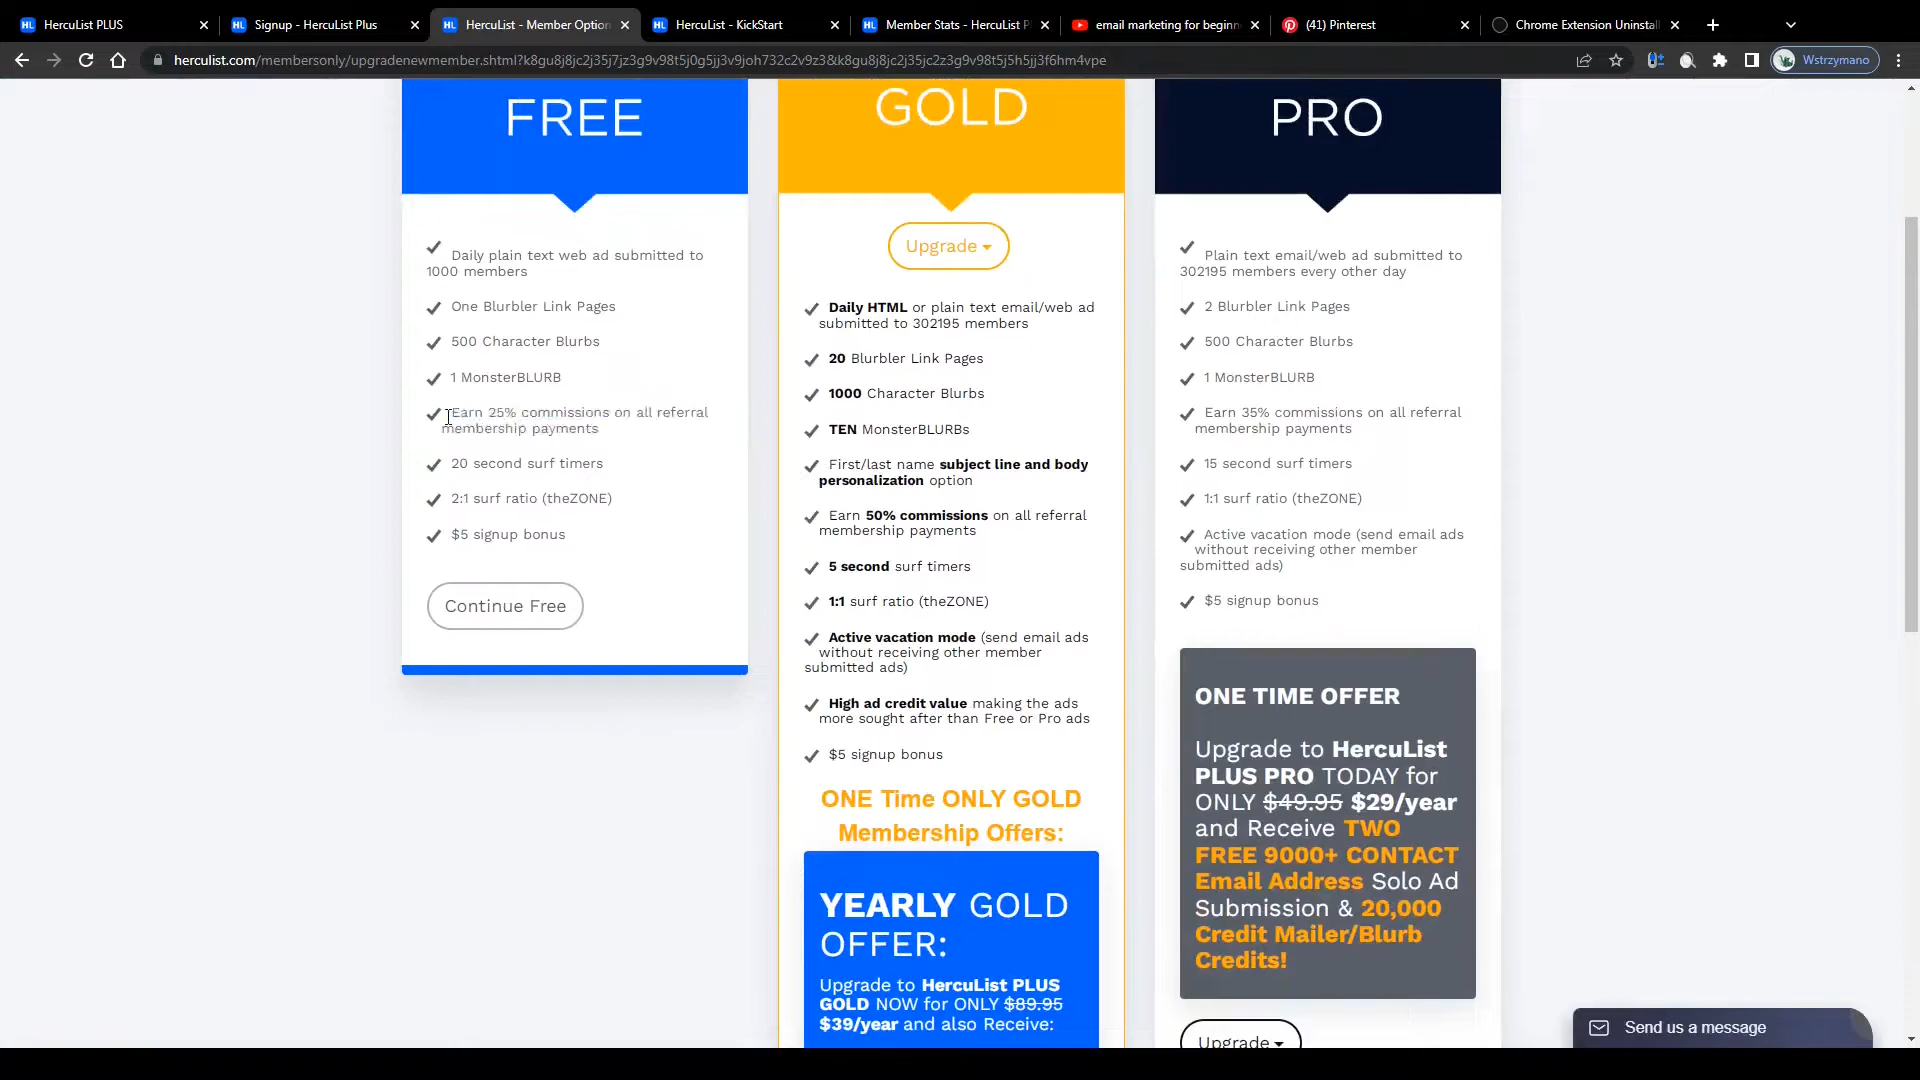 HercuList PLUS
Signup - HercuList Plus
HercuList - Member Option
HercuList - KickStart
Member Stats - HercuList P
email marketing for beginn
(41) Pinterest
Chrome Extension Uninstal
herculist.com/membersonly/upgradenewmember.shtml?k8gu8j8jc2j35j7jz3g9v98t5j0g5jj3v9joh732c2v9z3&k8gu8j8jc2j35jc2z3g9v98t5j5h5jj3f6hm4vpe
Wstrzymano
FREE
Daily plain text web ad submitted to
1000 members
One Blurbler Link Pages
500 Character Blurbs
1 MonsterBLURB
Earn 25% commissions on all referral
membership payments
20 second surf timers
2:1 surf ratio (theZONE)
$5 signup bonus
Continue Free
GOLD
Upgrade
Daily HTML or plain text email/web ad
submitted to 302195 members
20 Blurbler Link Pages
1000 Character Blurbs
TEN MonsterBLURBs
First/last name subject line and body
personalization option
Earn 50% commissions on all referral
membership payments
5 second surf timers
1:1 surf ratio (theZONE)
Active vacation mode (send email ads
without receiving other member
submitted ads)
High ad credit value making the ads
more sought after than Free or Pro ads
$5 signup bonus
ONE Time ONLY GOLD
Membership Offers:
YEARLY GOLD
OFFER:
Upgrade to HercuList PLUS
GOLD NOW for ONLY $89.95
$39/year and also Receive:
PRO
Plain text email/web ad submitted to
302195 members every other day
2 Blurbler Link Pages
500 Character Blurbs
1 MonsterBLURB
Earn 35% commissions on all referral
membership payments
15 second surf timers
1:1 surf ratio (theZONE)
Active vacation mode (send email ads
without receiving other member
submitted ads)
$5 signup bonus
ONE TIME OFFER
Upgrade to HercuList
PLUS PRO TODAY for
ONLY $49.95 $29/year
and Receive TWO
FREE 9000+ CONTACT
Email Address Solo Ad
Submission & 20,000
Credit Mailer/Blurb
Credits!
Upgrade
Send us a message